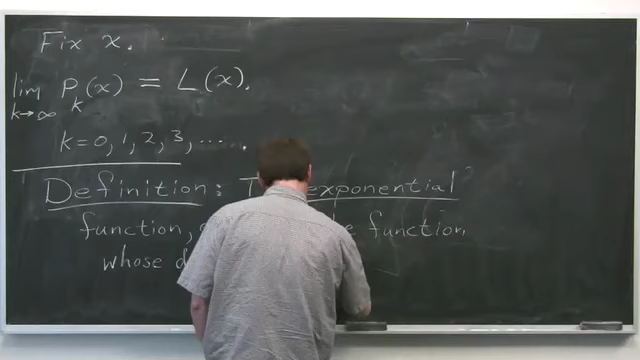 Fix x.
lim P_k(x) = L(x).
k→∞
k=0, 1, 2, 3, .....
Definition: exponential
function, function
whose